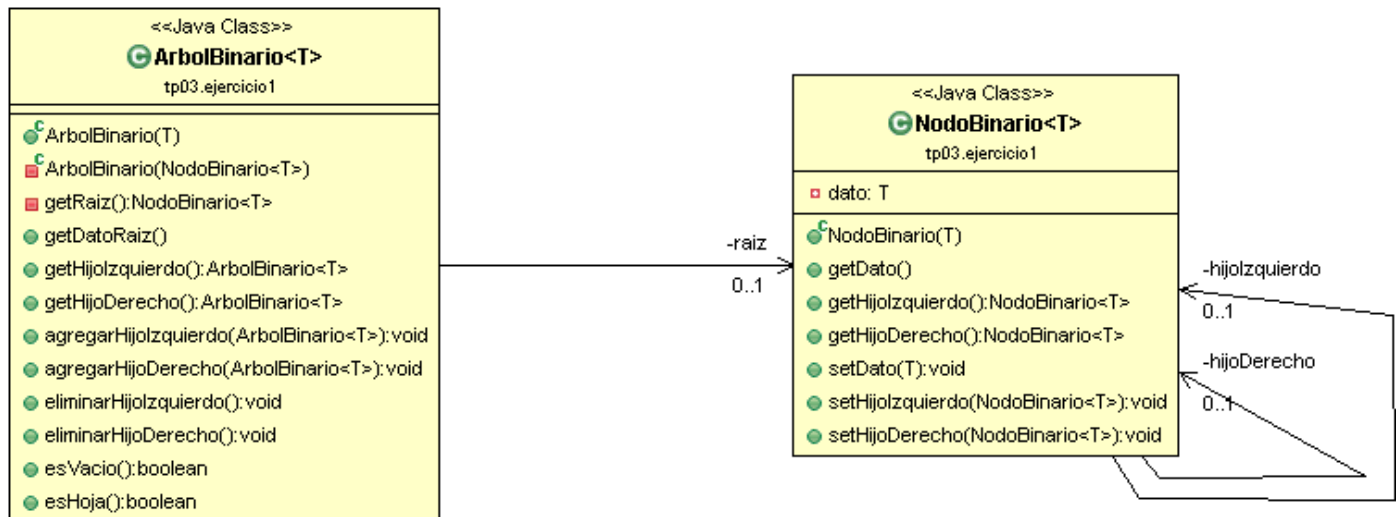 <<Java Class>>
ArbolBinario<T>
tp03.ejercicio1
ArbolBinario(T)
ArbolBinario(NodoBinario<T>)
getRaiz():NodoBinario<T>
getDatoRaiz()
getHijoIzquierdo():ArbolBinario<T>
getHijoDerecho():ArbolBinario<T>
agregarHijoIzquierdo(ArbolBinario<T>):void
agregarHijoDerecho(ArbolBinario<T>):void
eliminarHijoIzquierdo():void
eliminarHijoDerecho():void
esVacio():boolean
esHoja():boolean
-raiz
0..1
<<Java Class>>
NodoBinario<T>
tp03.ejercicio1
dato: T
NodoBinario(T)
getDato()
getHijoIzquierdo():NodoBinario<T>
getHijoDerecho():NodoBinario<T>
setDato(T):void
setHijoIzquierdo(NodoBinario<T>):void
setHijoDerecho(NodoBinario<T>):void
-hijoIzquierdo
0..1
-hijoDerecho
0..1